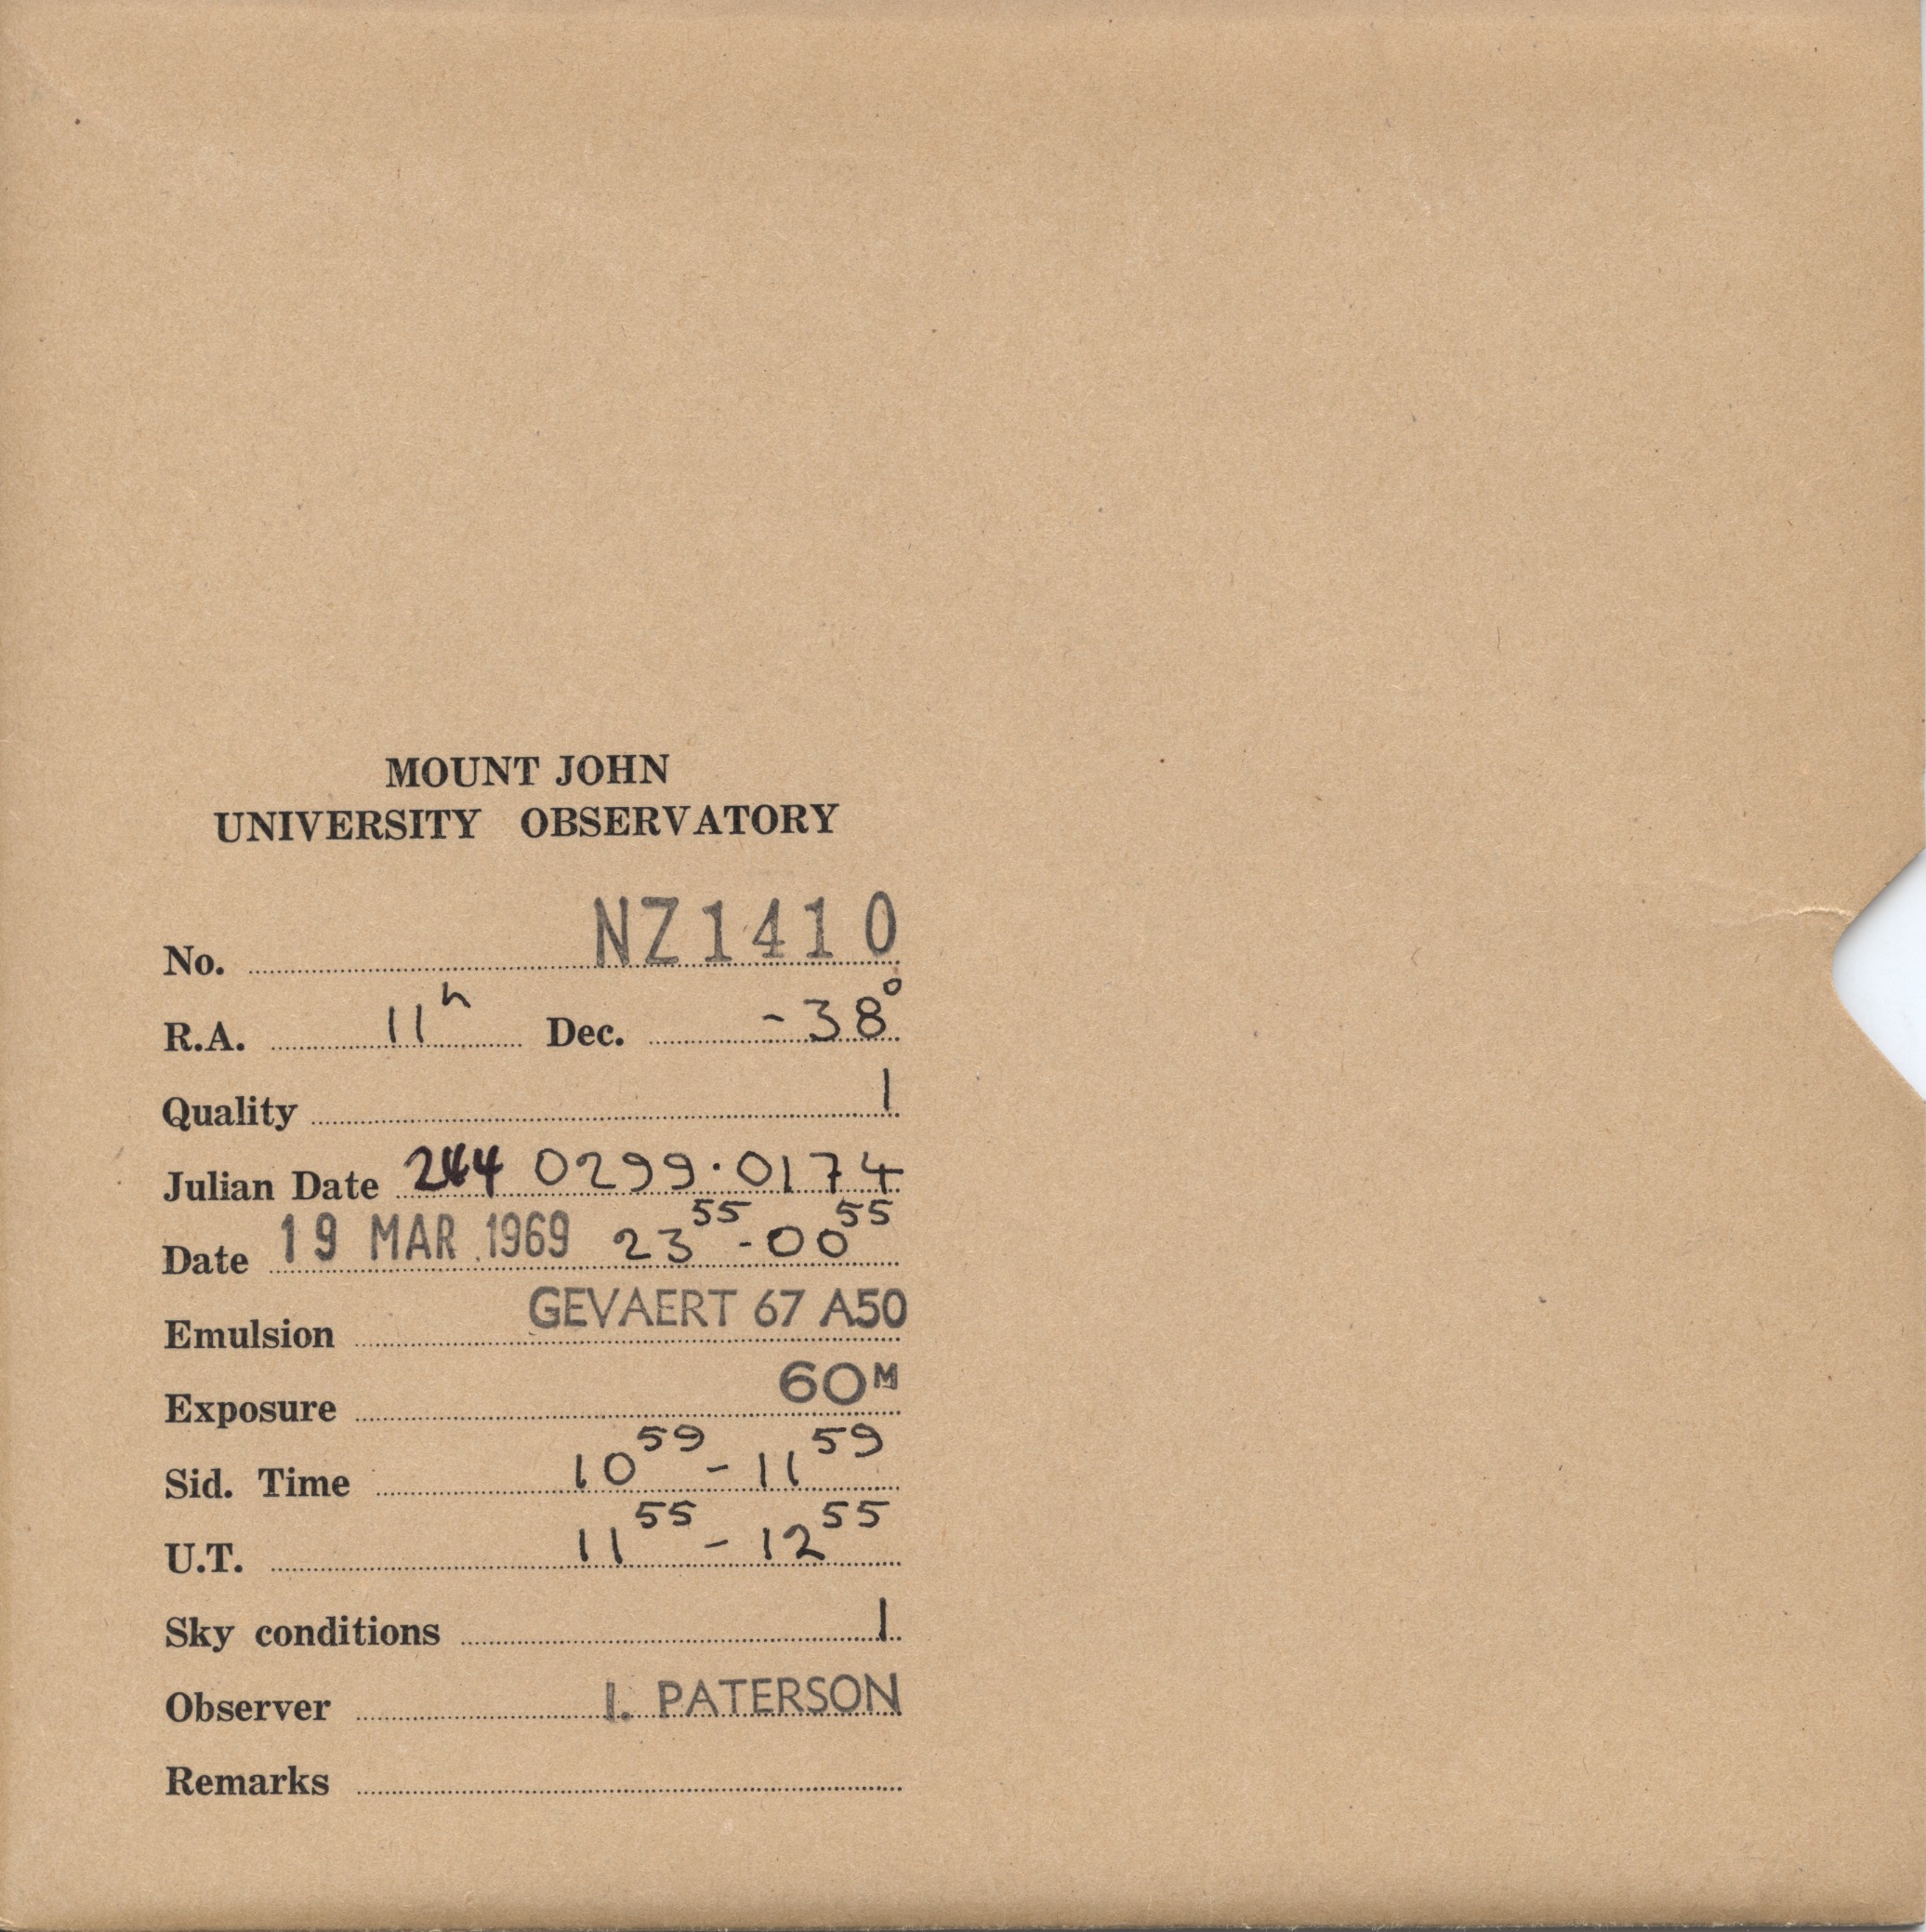 MOUNT JOHN
UNIVERSITY OBSERVATORY
No. NZ1410
R.A. 11h Dec. -38°
Quality 1
Julian Date 244 0299.0174
Date 19 MAR 1969 23 55 - 00 55
Emulsion GEVAERT 67 A50
Exposure 60M
Sid. Time 10 59 - 11 59
U.T. 11 55 - 12 55
Sky conditions 1
Observer I. PATERSON
Remarks